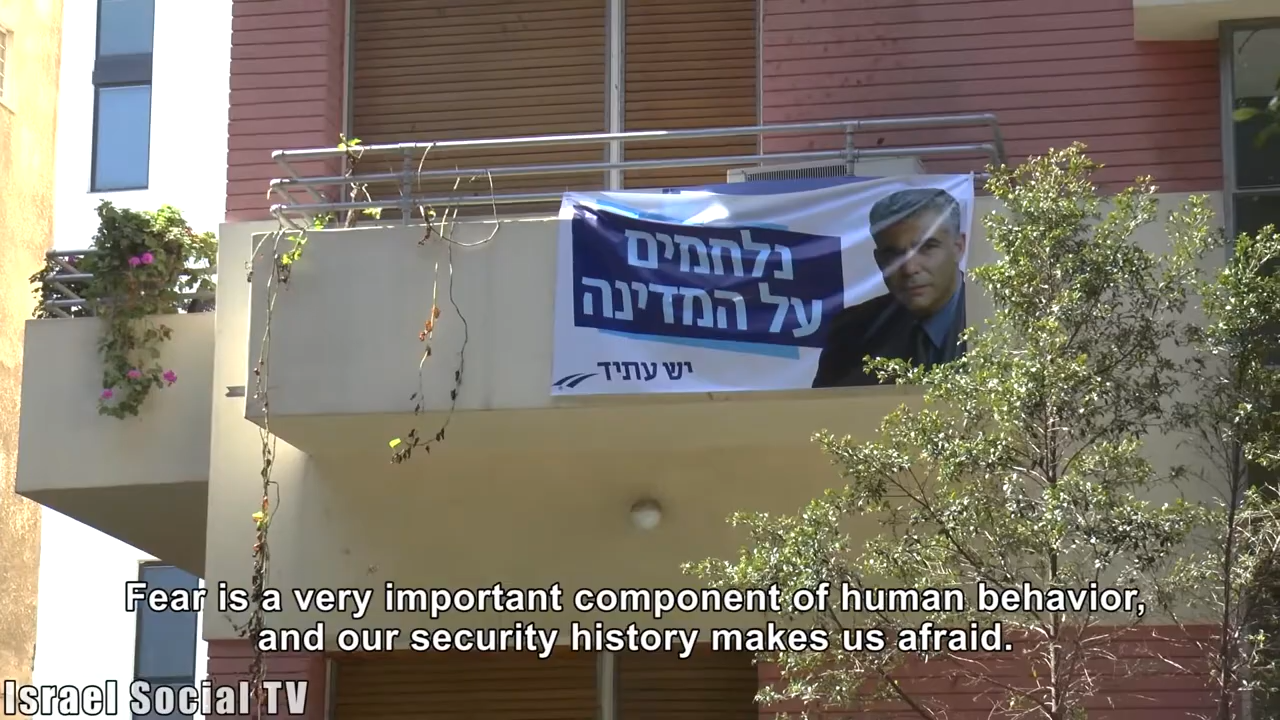 נלחמים
על המדינה
יש עתיד
Fear is a very important component of human behavior,
and our security history makes us afraid.
Israel Social TV